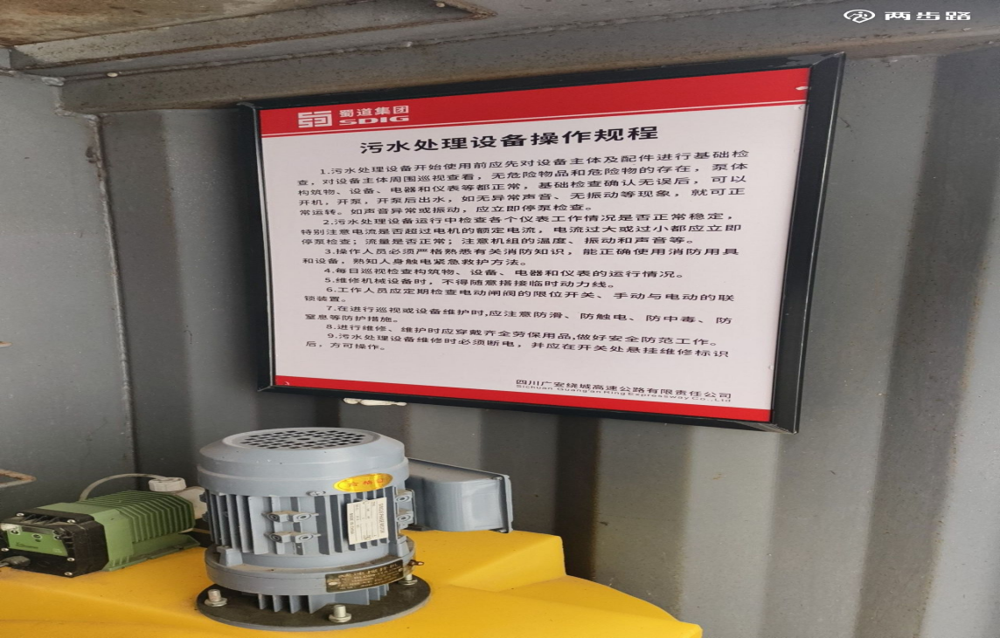 两步路
蜀道集团
SDIG
污水处理设备操作规程
1.污水处理设备开始使用前应先对设备主体及配件进行基础检
查，对设备主体周围巡视查看，无危险物品和危险物的存在，泵体
构筑物、设备、电器和仪表等都正常，基础检查确认无误后，可以
开机，开泵，开泵后出水，如无异常声音、无振动等现象，就可正
常运转。如声音异常或振动，应立即停泵检查。
2.污水处理设备运行中检查各个仪表工作情况是否正常稳定，
特别注意电流是否超过电机的额定电流，电流过大或过小都应立即
停泵检查；流量是否正常；注意机组的温度、振动和声音等。
3.操作人员必须严格熟悉有关消防知识，能正确使用消防用具
和设备，熟知人身触电紧急救护方法。
4.每日巡视检查构筑物、设备、电器和仪表的运行情况。
5.维修机械设备时，不得随意搭接临时动力线。
6.工作人员应定期检查电动闸阀的限位开关、手动与电动的联
锁装置。
7.在进行巡视或设备维护时,应注意防滑、防触电、防中毒、防
窒息等防护措施。
8.进行维修、维护时应穿戴齐全劳保用品,做好安全防范工作。
9.污水处理设备维修时必须断电，并应在开关处悬挂维修标识
后，方可操作。
四川广安绕城高速公路有限责任公司
Sichuan Guang'an Ring Expressway Co.,Ltd